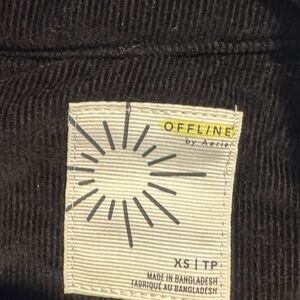 OFFLINE
by Aerie
XS | TP
MADE IN BANGLADESH
FABRIQUÉ AU BANGLADESH